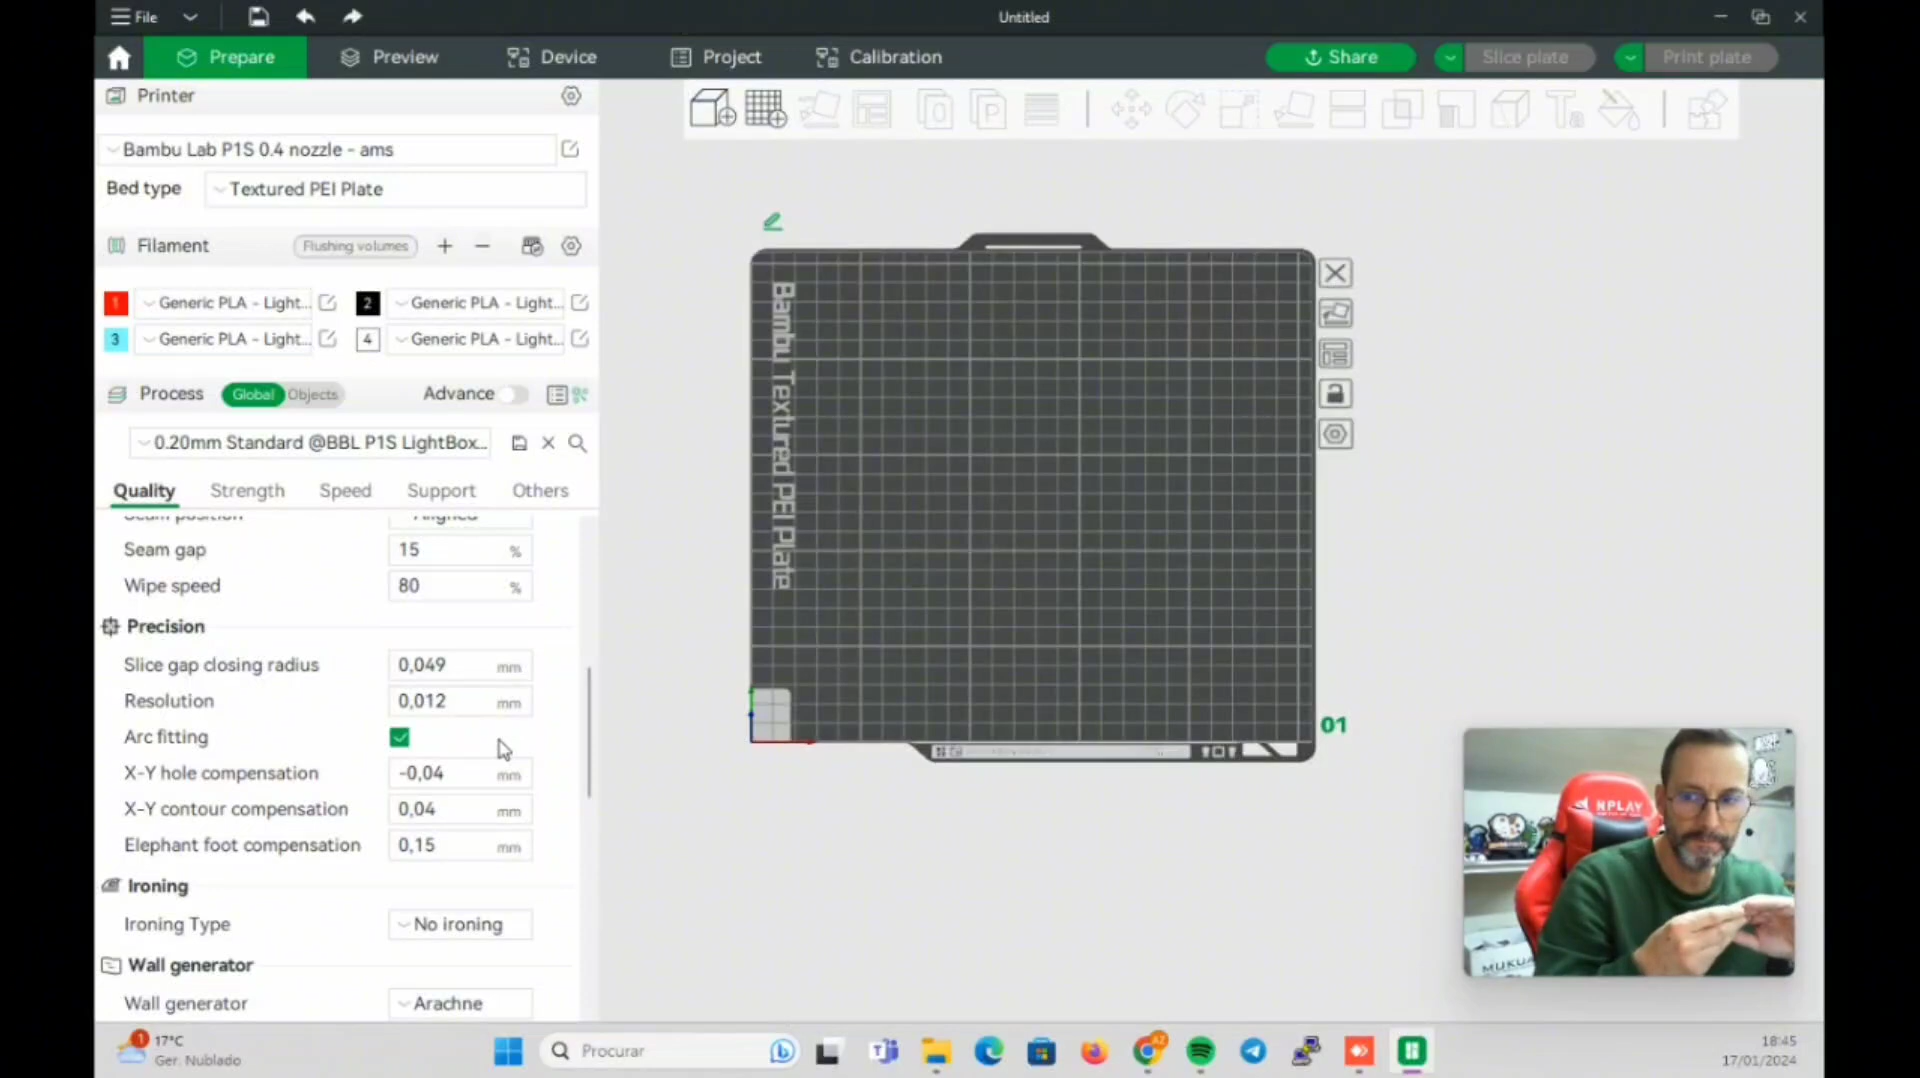 File
Untitled
Prepare
Preview
Device
Project
Calibration
Share
Slice plate
Print plate
Printer
Bambu Lab P1S 0.4 nozzle - ams
Bed type
Textured PEI Plate
Filament
Flushing volumes
1
Generic PLA - Light...
2
Generic PLA - Light...
3
Generic PLA - Light...
4
Generic PLA - Light...
Process
Global
Objects
Advance
0.20mm Standard @BBL P1S LightBox...
Quality
Strength
Speed
Support
Others
Seam position
Aligned
Seam gap
15
%
Wipe speed
80
%
Precision
Slice gap closing radius
0,049
mm
Resolution
0,012
mm
Arc fitting
X-Y hole compensation
-0,04
mm
X-Y contour compensation
0,04
mm
Elephant foot compensation
0,15
mm
Ironing
Ironing Type
No ironing
Wall generator
Wall generator
Arachne
Bambu Textured PEI Plate
01
NPLAY
MUKUA
1
17°C
Ger. Nublado
Procurar
AZ
18:45
17/01/2024